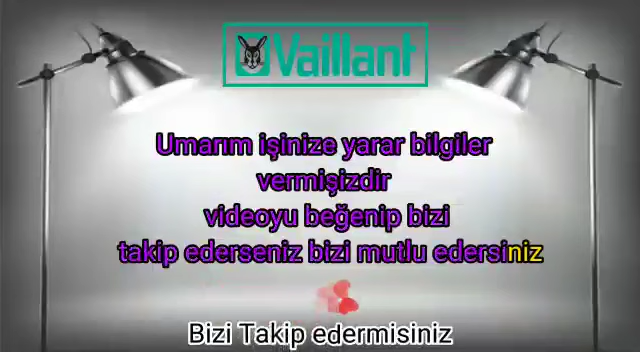 Vaillant
Umarım işinize yarar bilgiler
vermişizdir
videoyu beğenip bizi
takip ederseniz bizi mutlu edersiniz
Bizi Takip edermisiniz